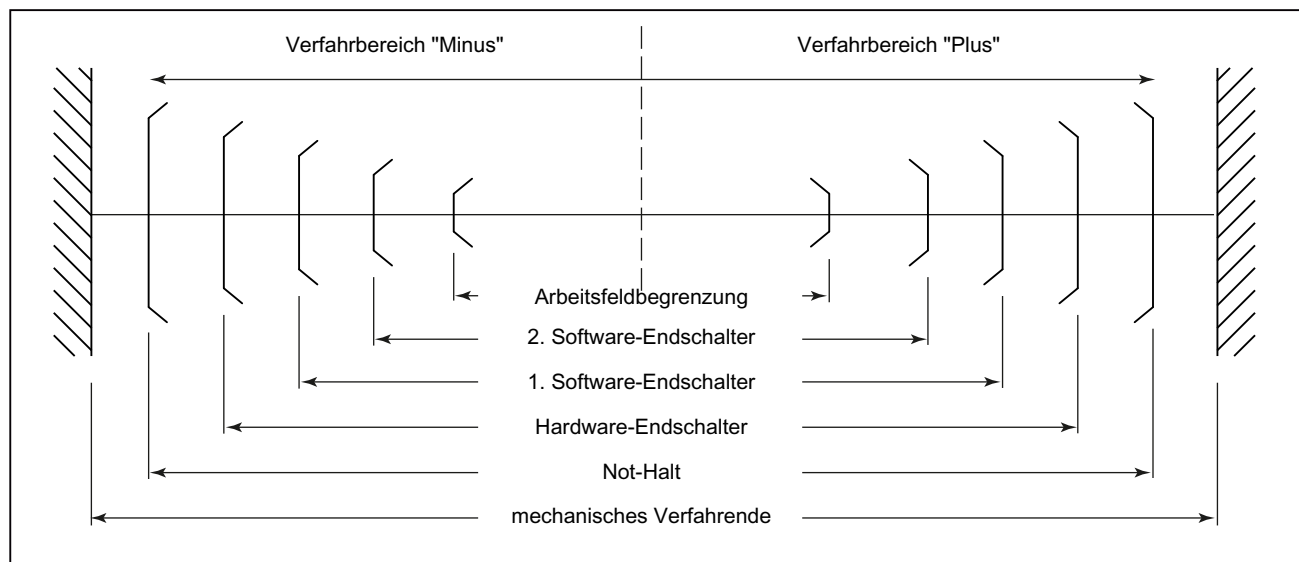 Verfahrbereich "Minus"
Verfahrbereich "Plus"
Arbeitsfeldbegrenzung
2. Software-Endschalter
1. Software-Endschalter
Hardware-Endschalter
Not-Halt
mechanisches Verfahrende